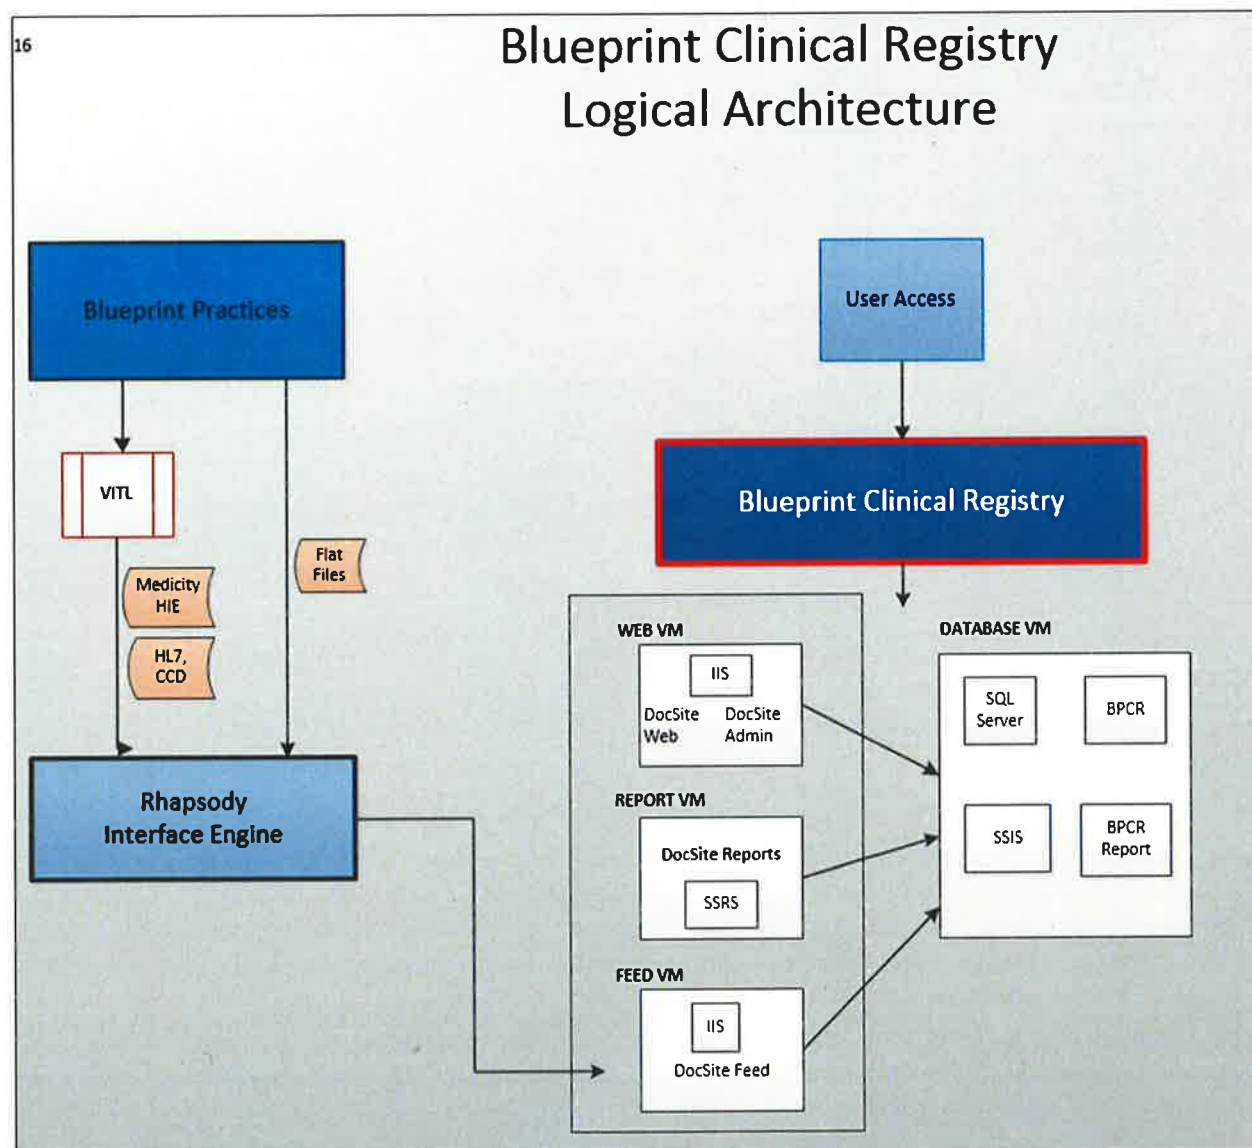 16
Blueprint Clinical Registry
Logical Architecture
Blueprint Practices
User Access
VITL
Blueprint Clinical Registry
Flat
Files
Medicity
HIE
HL7,
CCD
WEB VM
IIS
DocSite
Web
DocSite
Admin
DATABASE VM
SQL
Server
BPCR
SSIS
BPCR
Report
Rhapsody
Interface Engine
REPORT VM
DocSite Reports
SSRS
FEED VM
IIS
DocSite Feed